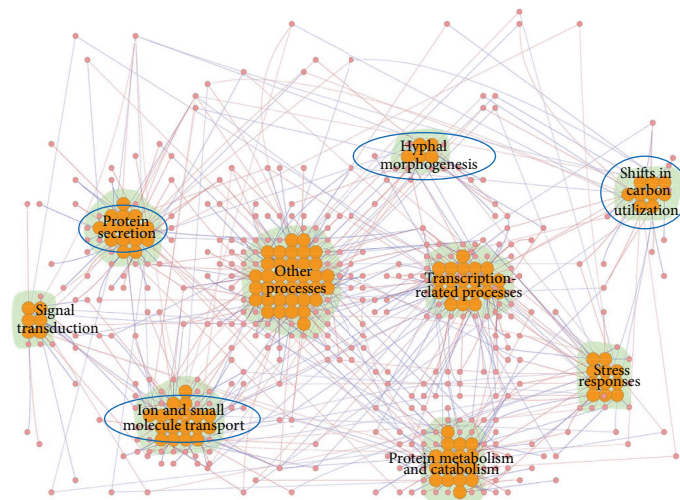 Hyphal
morphogenesis
Shifts in
carbon
utilization
Protein
secretion
Other
processes
Transcription-
related processes
Signal
transduction
Stress
responses
Ion and small
molecule transport
Protein metabolism
and catabolism